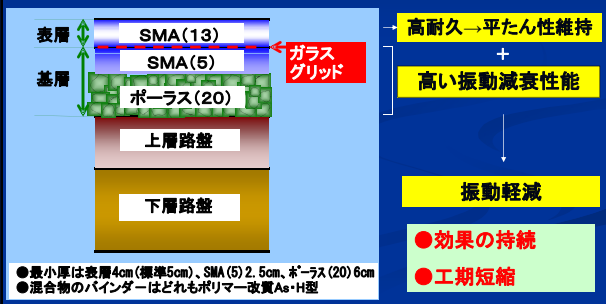 表層
SMA(13)
ガラス
グリッド
基層
SMA(5)
ポーラス(20)
上層路盤
下層路盤
●最小厚は表層4cm(標準5cm)、SMA(5)2.5cm、ﾎﾟｰﾗｽ(20)6cm
●混合物のバインダーはどれもポリマー改質As・H型
高耐久→平たん性維持
+
高い振動減衰性能
振動軽減
●効果の持続
●工期短縮